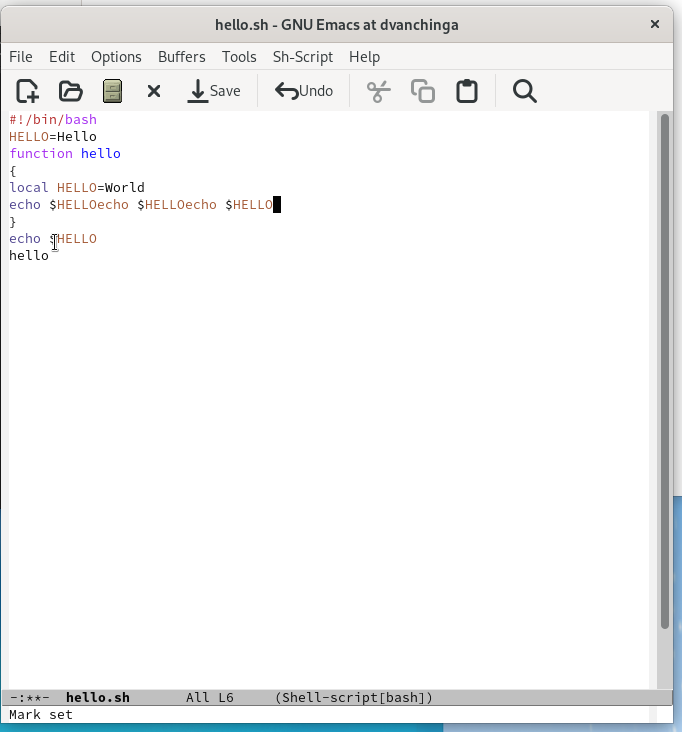 hello.sh - GNU Emacs at dvanchinga
File Edit Options Buffers Tools Sh-Script Help
Save Undo
#!/bin/bash
HELLO=Hello
function hello
{
local HELLO=World
echo $HELLOecho $HELLOecho $HELLO
}
echo $HELLO
hello
-:**- hello.sh All L6 (Shell-script[bash])
Mark set